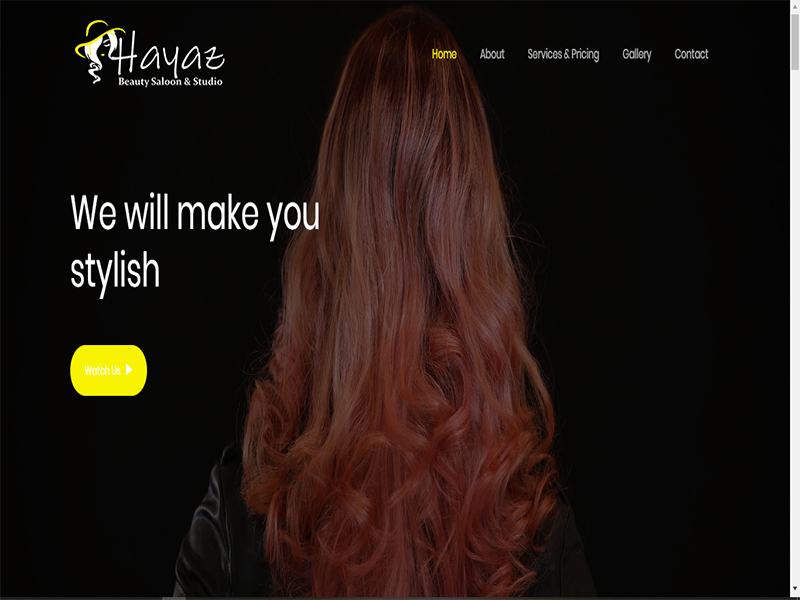 Hayaz
Beauty Saloon & Studio
Home About Services & Pricing Gallery Contact
We will make you
stylish
Watch Us